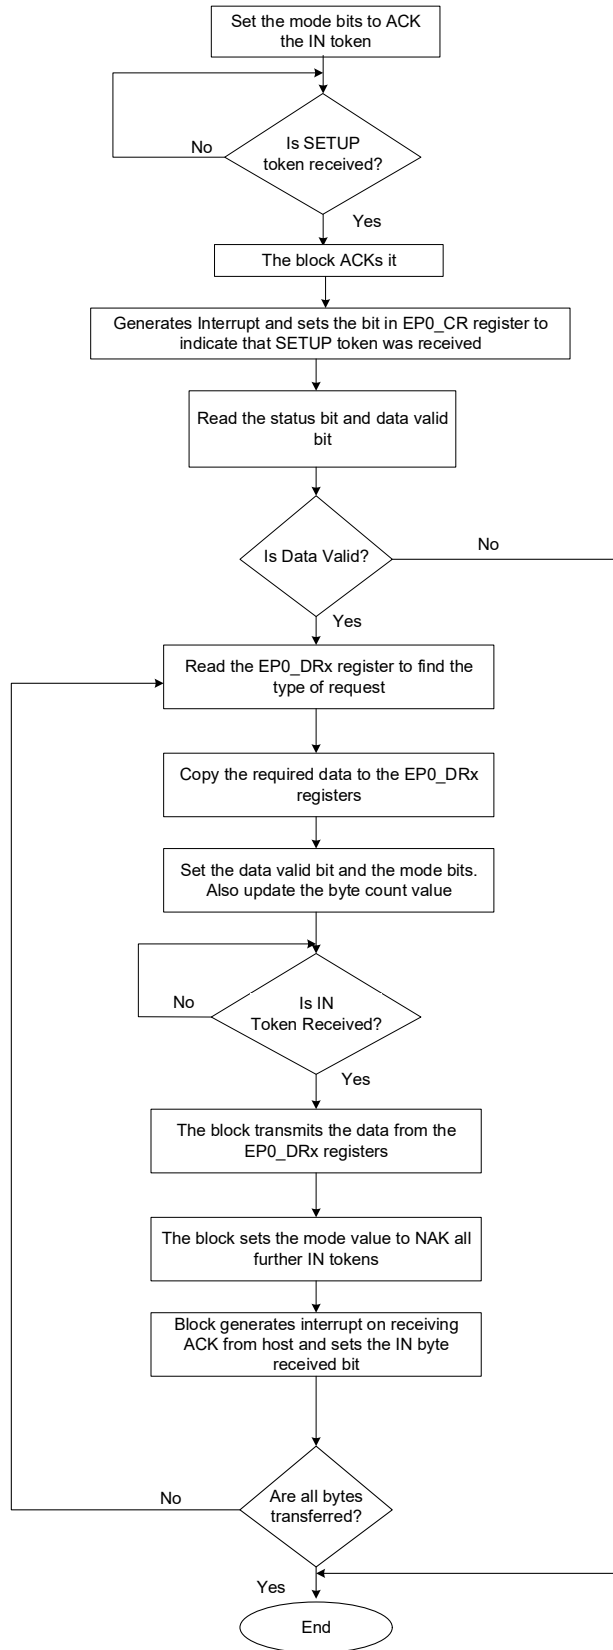 Set the mode bits to ACK
the IN token
Is SETUP
token received?
No
Yes
The block ACKs it
Generates Interrupt and sets the bit in EP0_CR register to
indicate that SETUP token was received
Read the status bit and data valid
bit
Is Data Valid?
No
Yes
Read the EP0_DRx register to find the
type of request
Copy the required data to the EP0_DRx
registers
Set the data valid bit and the mode bits.
Also update the byte count value
Is IN
Token Received?
No
Yes
The block transmits the data from the
EP0_DRx registers
The block sets the mode value to NAK all
further IN tokens
Block generates interrupt on receiving
ACK from host and sets the IN byte
received bit
Are all bytes
transferred?
No
Yes
End